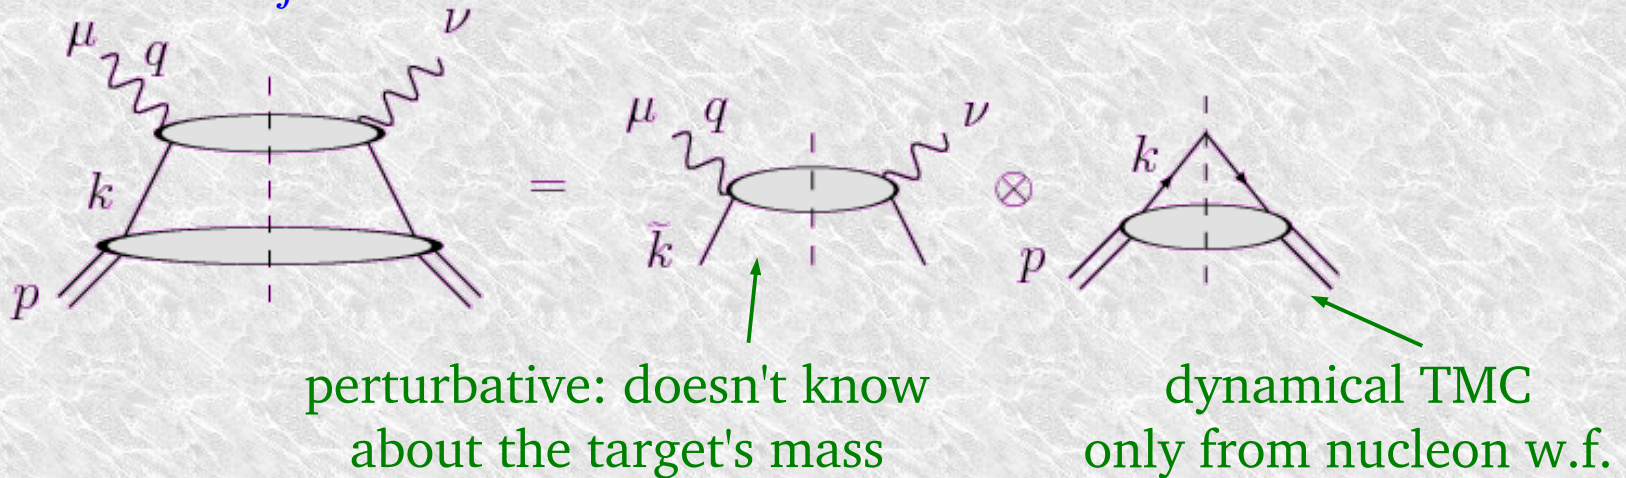 μ q ν
k
p
=
μ q ν
k̃
⊗
k
p
perturbative: doesn't know
about the target's mass
dynamical TMC
only from nucleon w.f.